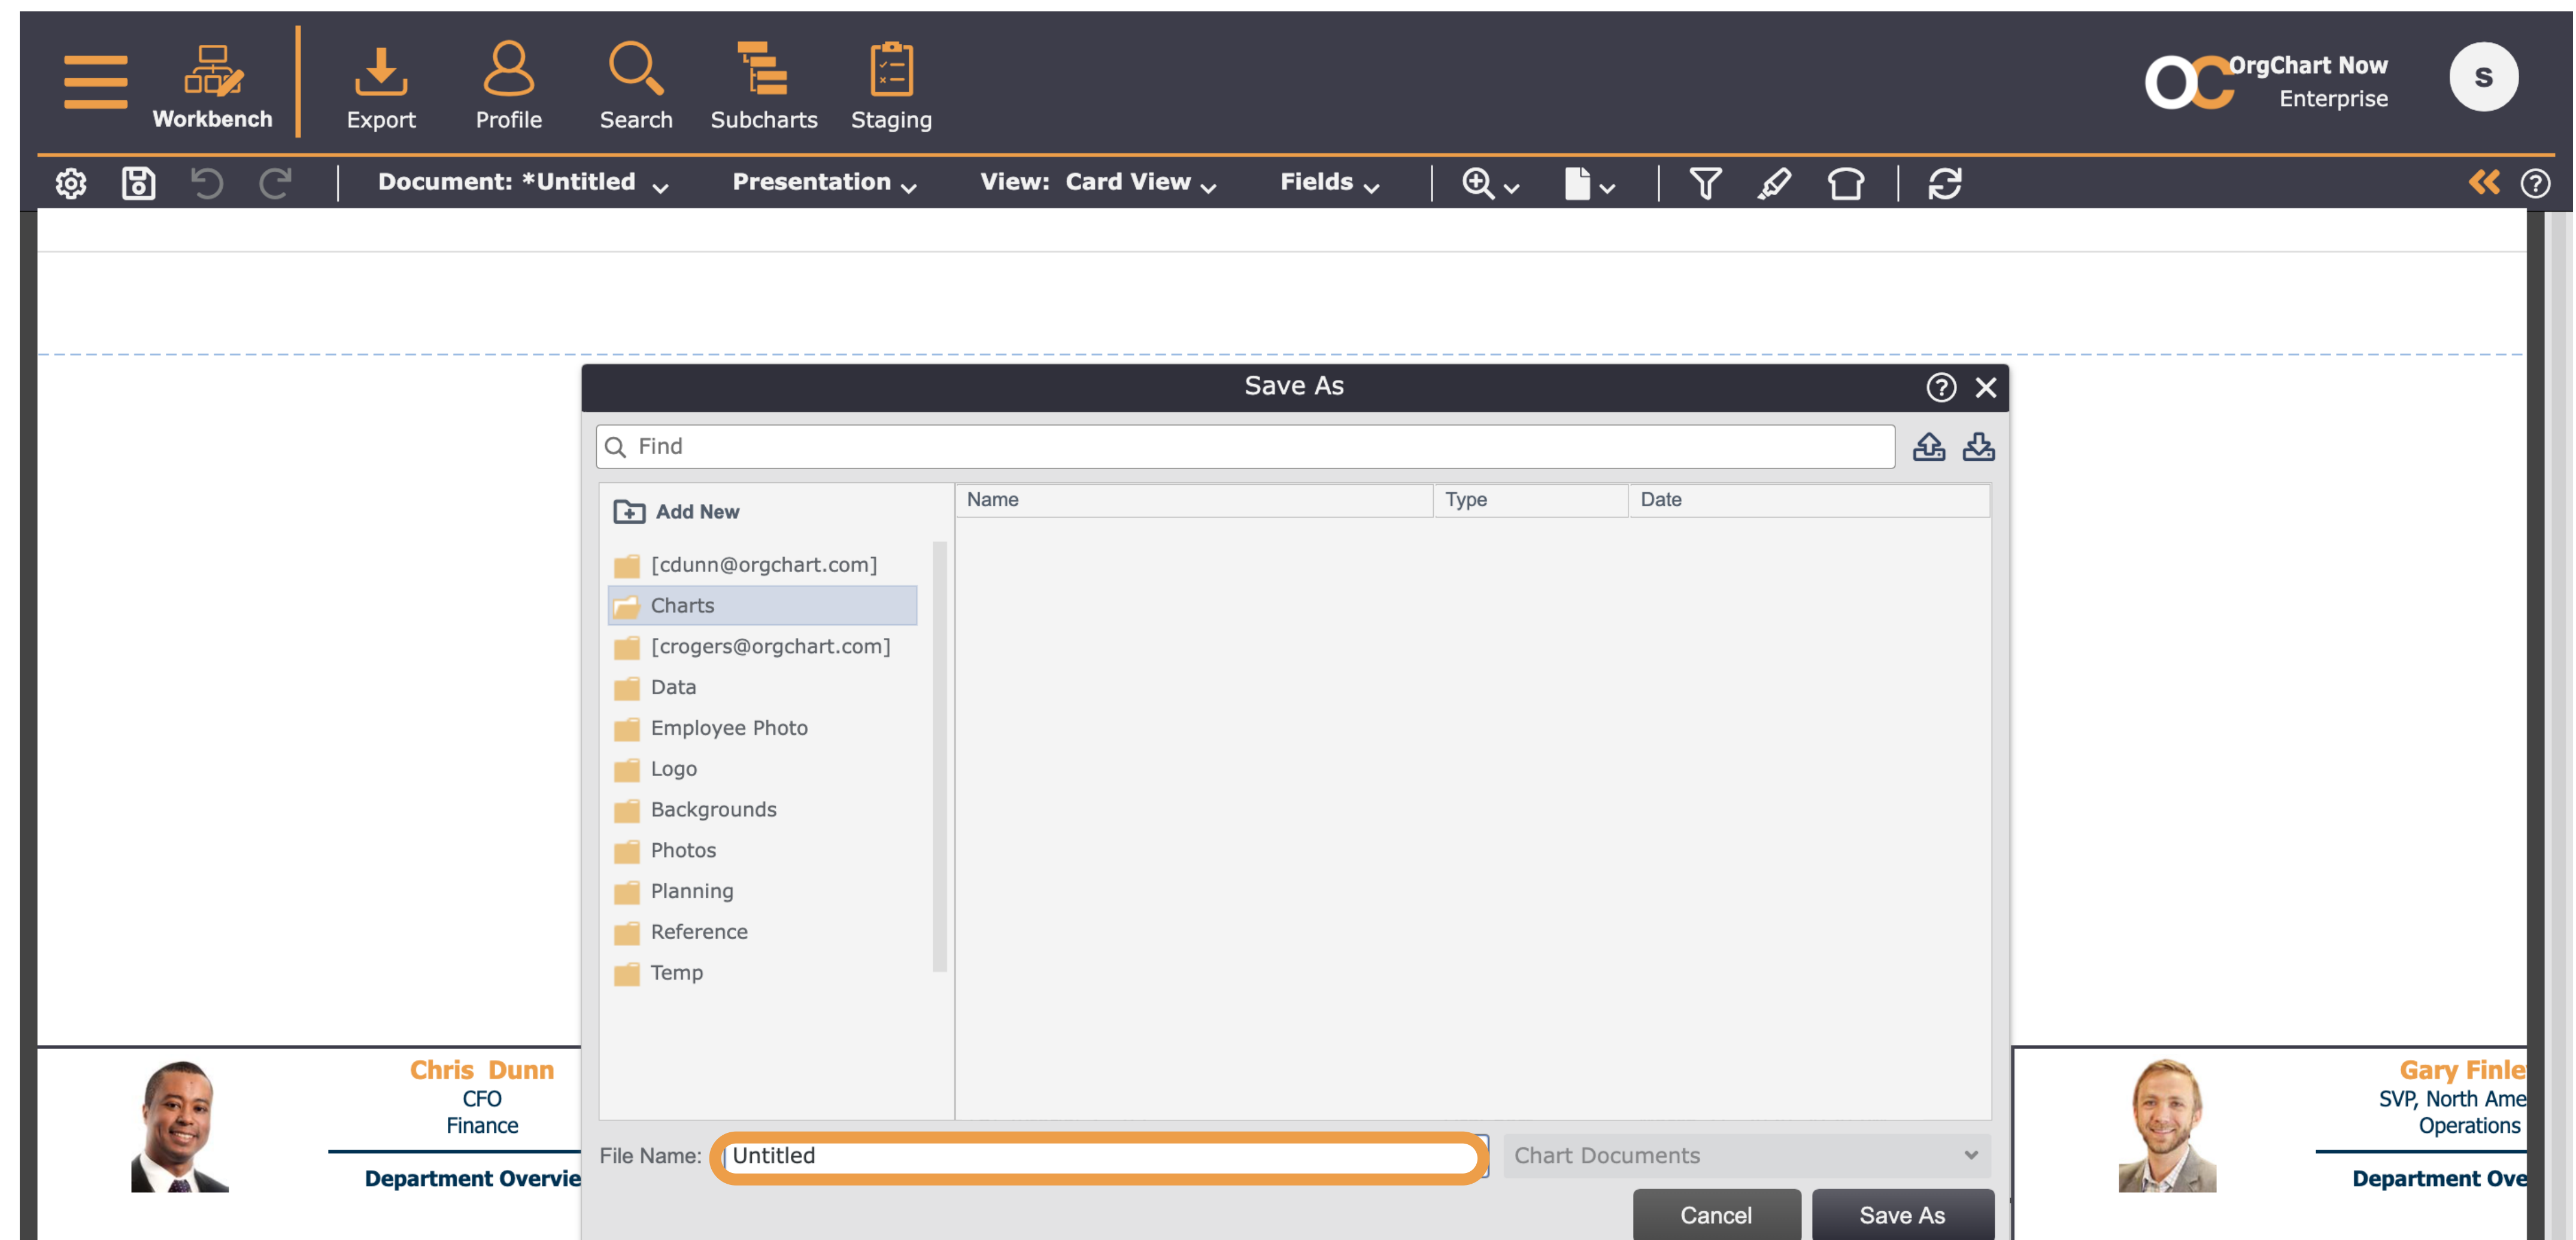 Workbench
Export
Profile
Search
Subcharts
Staging
OC
OrgChart Now
Enterprise
S
Document: *Untitled
Presentation
View: Card View
Fields
Save As
Find
Add New
Name
Type
Date
[cdunn@orgchart.com]
Charts
[crogers@orgchart.com]
Data
Employee Photo
Logo
Backgrounds
Photos
Planning
Reference
Temp
Chris Dunn
CFO
Finance
Department Overvie
Gary Finle
SVP, North Ame
Operations
Department Ove
File Name:
Untitled
Chart Documents
Cancel
Save As